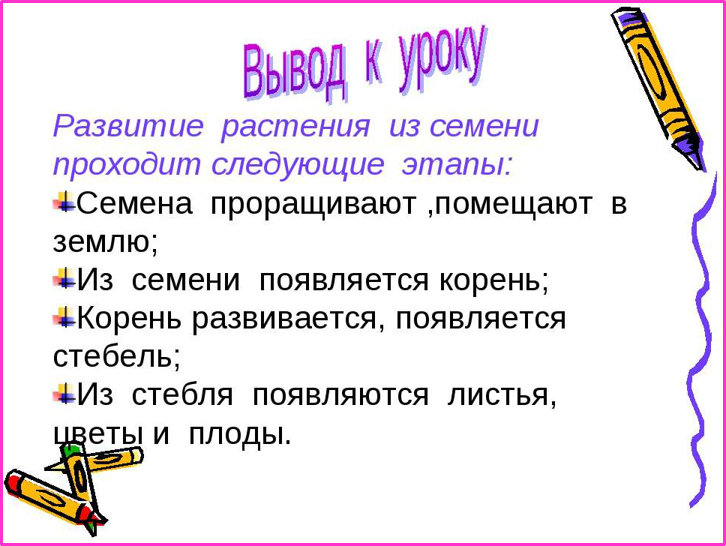 Вывод к уроку
Развитие растения из семени
проходит следующие этапы:
Семена проращивают ,помещают в
землю;
Из семени появляется корень;
Корень развивается, появляется
стебель;
Из стебля появляются листья,
цветы и плоды.